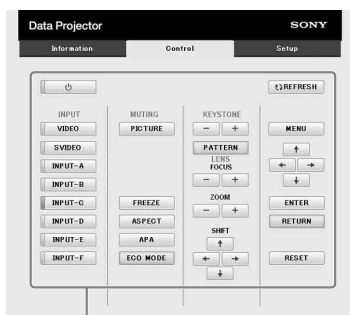 Data Projector SONY
Information Control Setup
REFRESH
INPUT MUTING KEYSTONE
VIDEO PICTURE - + MENU
SVIDEO PATTERN
LENS
INPUT-A FOCUS
INPUT-B - +
INPUT-C FREEZE ZOOM ENTER
- +
INPUT-D ASPECT RETURN
SHIFT
INPUT-E APA
INPUT-F ECO MODE RESET